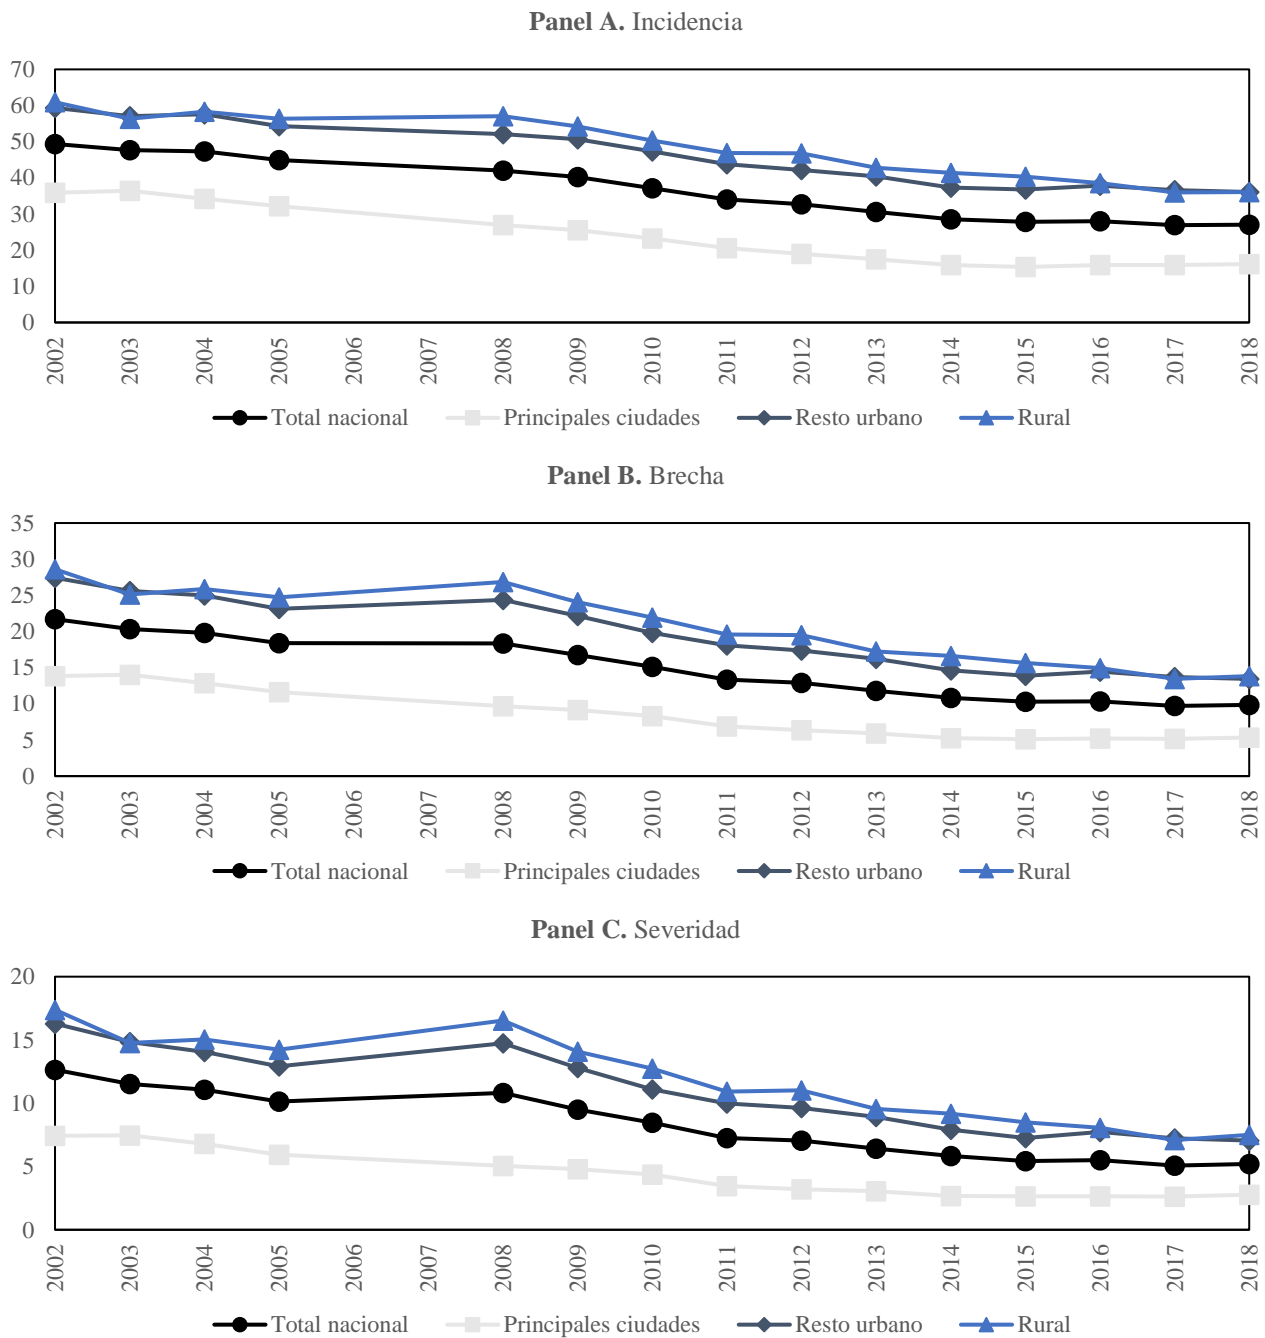 Panel A. Incidencia
70
60
50
40
30
20
10
0
2002 2003 2004 2005 2006 2007 2008 2009 2010 2011 2012 2013 2014 2015 2016 2017 2018
Total nacional Principales ciudades Resto urbano Rural
Panel B. Brecha
35
30
25
20
15
10
5
0
2002 2003 2004 2005 2006 2007 2008 2009 2010 2011 2012 2013 2014 2015 2016 2017 2018
Total nacional Principales ciudades Resto urbano Rural
Panel C. Severidad
20
15
10
5
0
2002 2003 2004 2005 2006 2007 2008 2009 2010 2011 2012 2013 2014 2015 2016 2017 2018
Total nacional Principales ciudades Resto urbano Rural